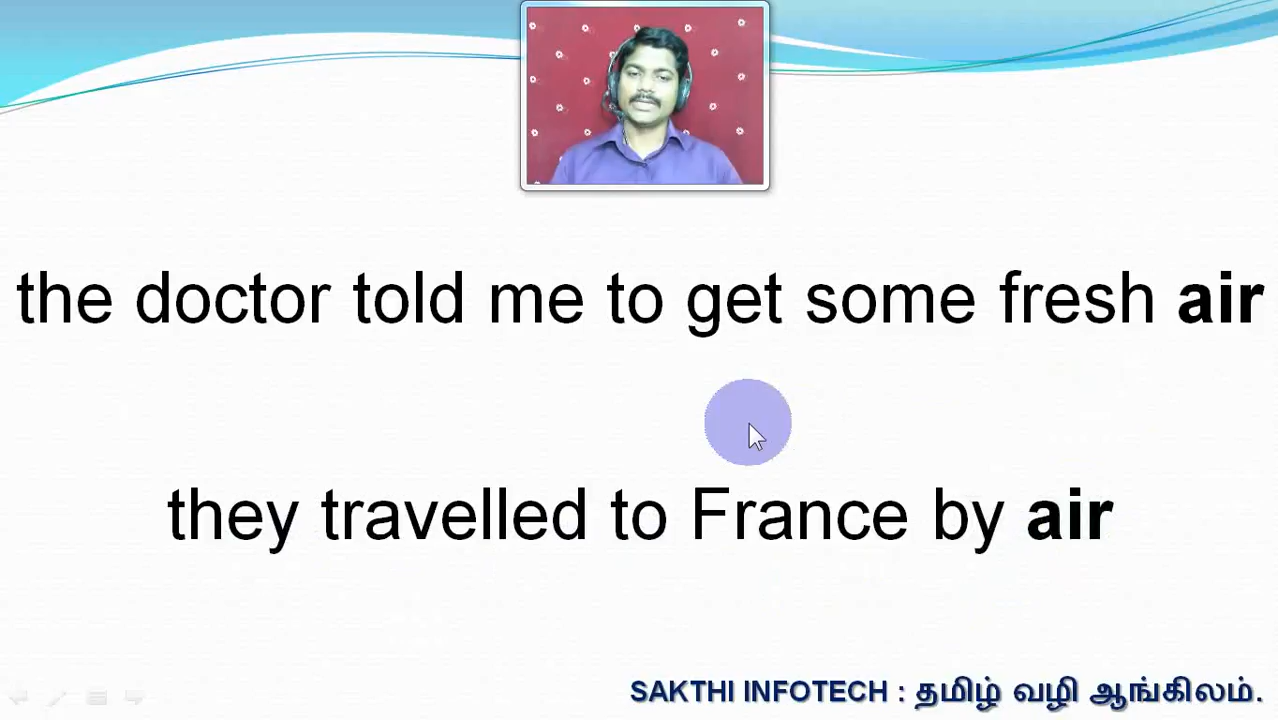 the doctor told me to get some fresh air
they travelled to France by air
SAKTHI INFOTECH : தமிழ் வழி ஆங்கிலம்.